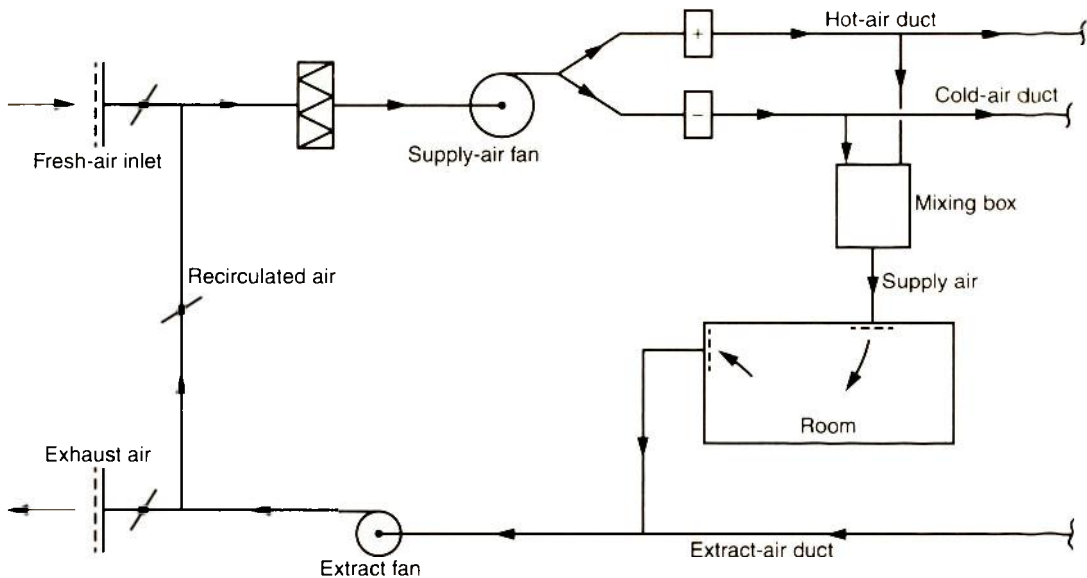 Hot-air duct
+
Cold-air duct
−
Fresh-air inlet
Supply-air fan
Mixing box
Recirculated air
Supply air
Room
Exhaust air
Extract-air duct
Extract fan